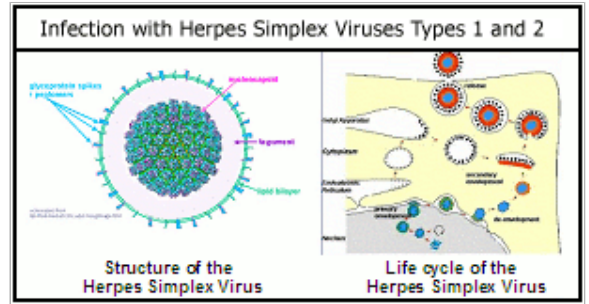 Infection with Herpes Simplex Viruses Types 1 and 2
glycoprotein spikes
peplomers
nucleocapsid
tegument
lipid bilayer
release
Golgi Apparatus
Cytoplasm
Endoplasmic
Reticulum
secondary
envelopment
primary
envelopment
de-envelopment
Nucleus
Structure of the
Herpes Simplex Virus
Life cycle of the
Herpes Simplex Virus